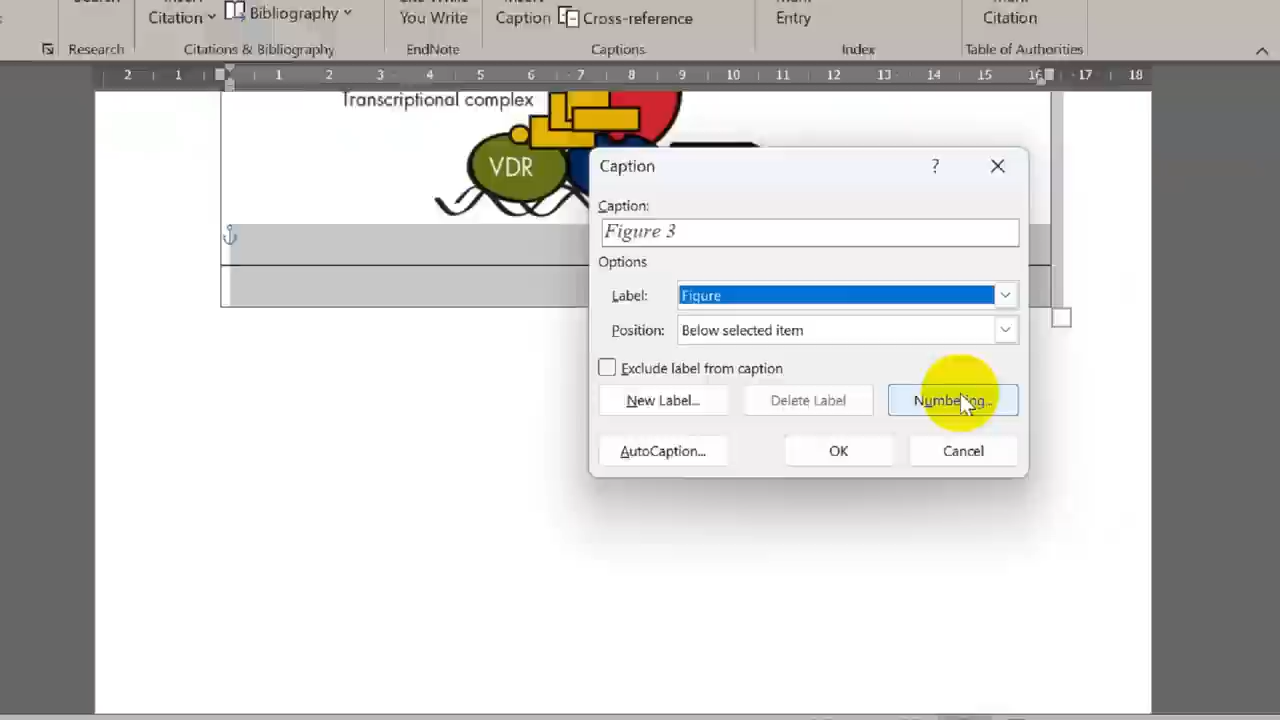 Citation
Bibliography
You Write
Caption
Cross-reference
Entry
Citation
Research
Citations & Bibliography
EndNote
Captions
Index
Table of Authorities
2 1 1 2 3 4 5 6 7 8 9 10 11 12 13 14 15 16 17 18
Transcriptional complex
VDR
Caption
?
Caption:
Figure 3
Options
Label:
Figure
Position:
Below selected item
Exclude label from caption
New Label...
Delete Label
Numbering...
AutoCaption...
OK
Cancel